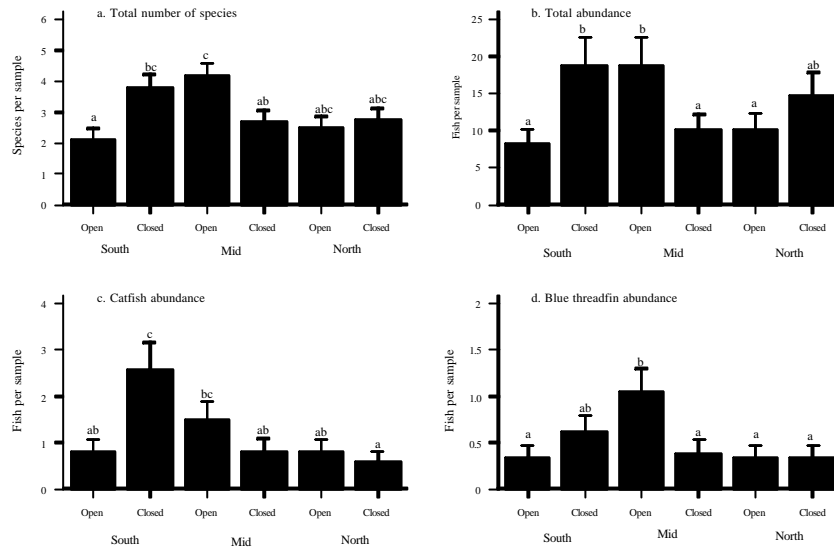 a. Total number of species
6
5
4
3
2
1
0
Species per sample
a
bc
c
ab
abc
abc
Open Closed Open Closed Open Closed
South Mid North
b. Total abundance
25
20
15
10
5
0
Fish per sample
a
b
b
a
a
ab
Open Closed Open Closed Open Closed
South Mid North
c. Catfish abundance
4
3
2
1
0
Fish per sample
ab
c
bc
ab
ab
a
Open Closed Open Closed Open Closed
South Mid North
d. Blue threadfin abundance
2
1.5
1.0
0.5
0
Fish per sample
a
ab
b
a
a
a
Open Closed Open Closed Open Closed
South Mid North